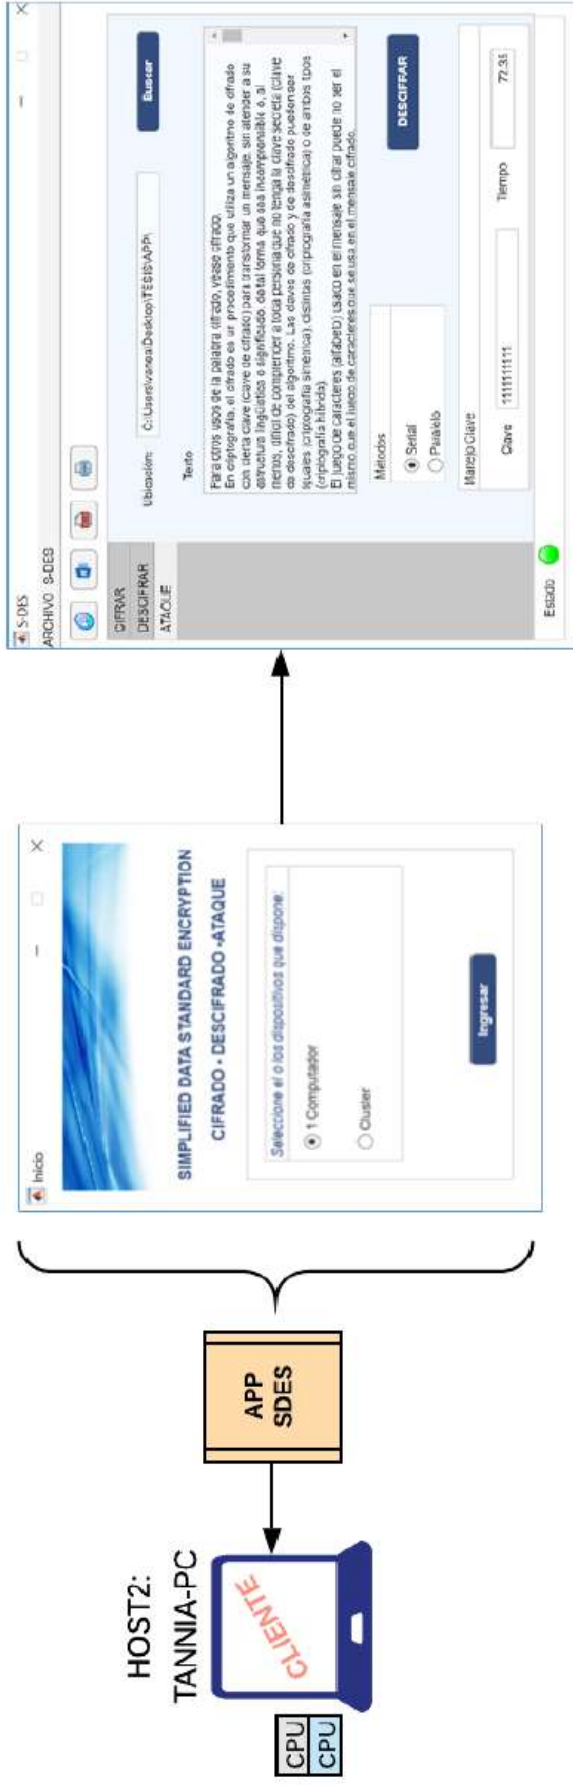 HOST2:
TANNIA-PC
CLIENTE
CPU
CPU
APP
SDES
Inicio
SIMPLIFIED DATA STANDARD ENCRYPTION
CIFRADO - DESCIFRADO -ATAQUE
Seleccione el o los dispositivos que dispone:
1 Computador
Cluster
Ingresar
S-DES
ARCHIVO S-DES
CIFRAR
DESCIFRAR
ATAQUE
Ubicación: C:\Users\vanea\Desktop\TESIS\APP\
Buscar
Texto
Para otros usos de la palabra cifrado, véase cifrado.
En criptografía, el cifrado es un procedimiento que utiliza un algoritmo de cifrado
con cierta clave (clave de cifrado) para transformar un mensaje, sin atender a su
estructura lingüística o significado, de tal forma que sea incomprensible o, al
menos, difícil de comprender a toda persona que no tenga la clave secreta (clave
de descifrado) del algoritmo. Las claves de cifrado y de descifrado pueden ser
iguales (criptografía simétrica), distintas (criptografía asimétrica) o de ambos tipos
(criptografía híbrida).
El juego de caracteres (alfabeto) usado en el mensaje sin cifrar puede no ser el
mismo que el juego de caracteres que se usa en el mensaje cifrado.
Métodos
Serial
Paralelo
DESCIFRAR
Manejo Clave
Clave 1111111111
Tiempo 72.35
Estado